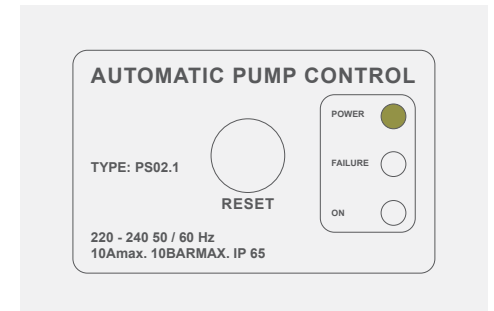 AUTOMATIC PUMP CONTROL
POWER
TYPE: PS02.1
FAILURE
RESET
ON
220 - 240 50 / 60 Hz
10Amax. 10BARMAX. IP 65